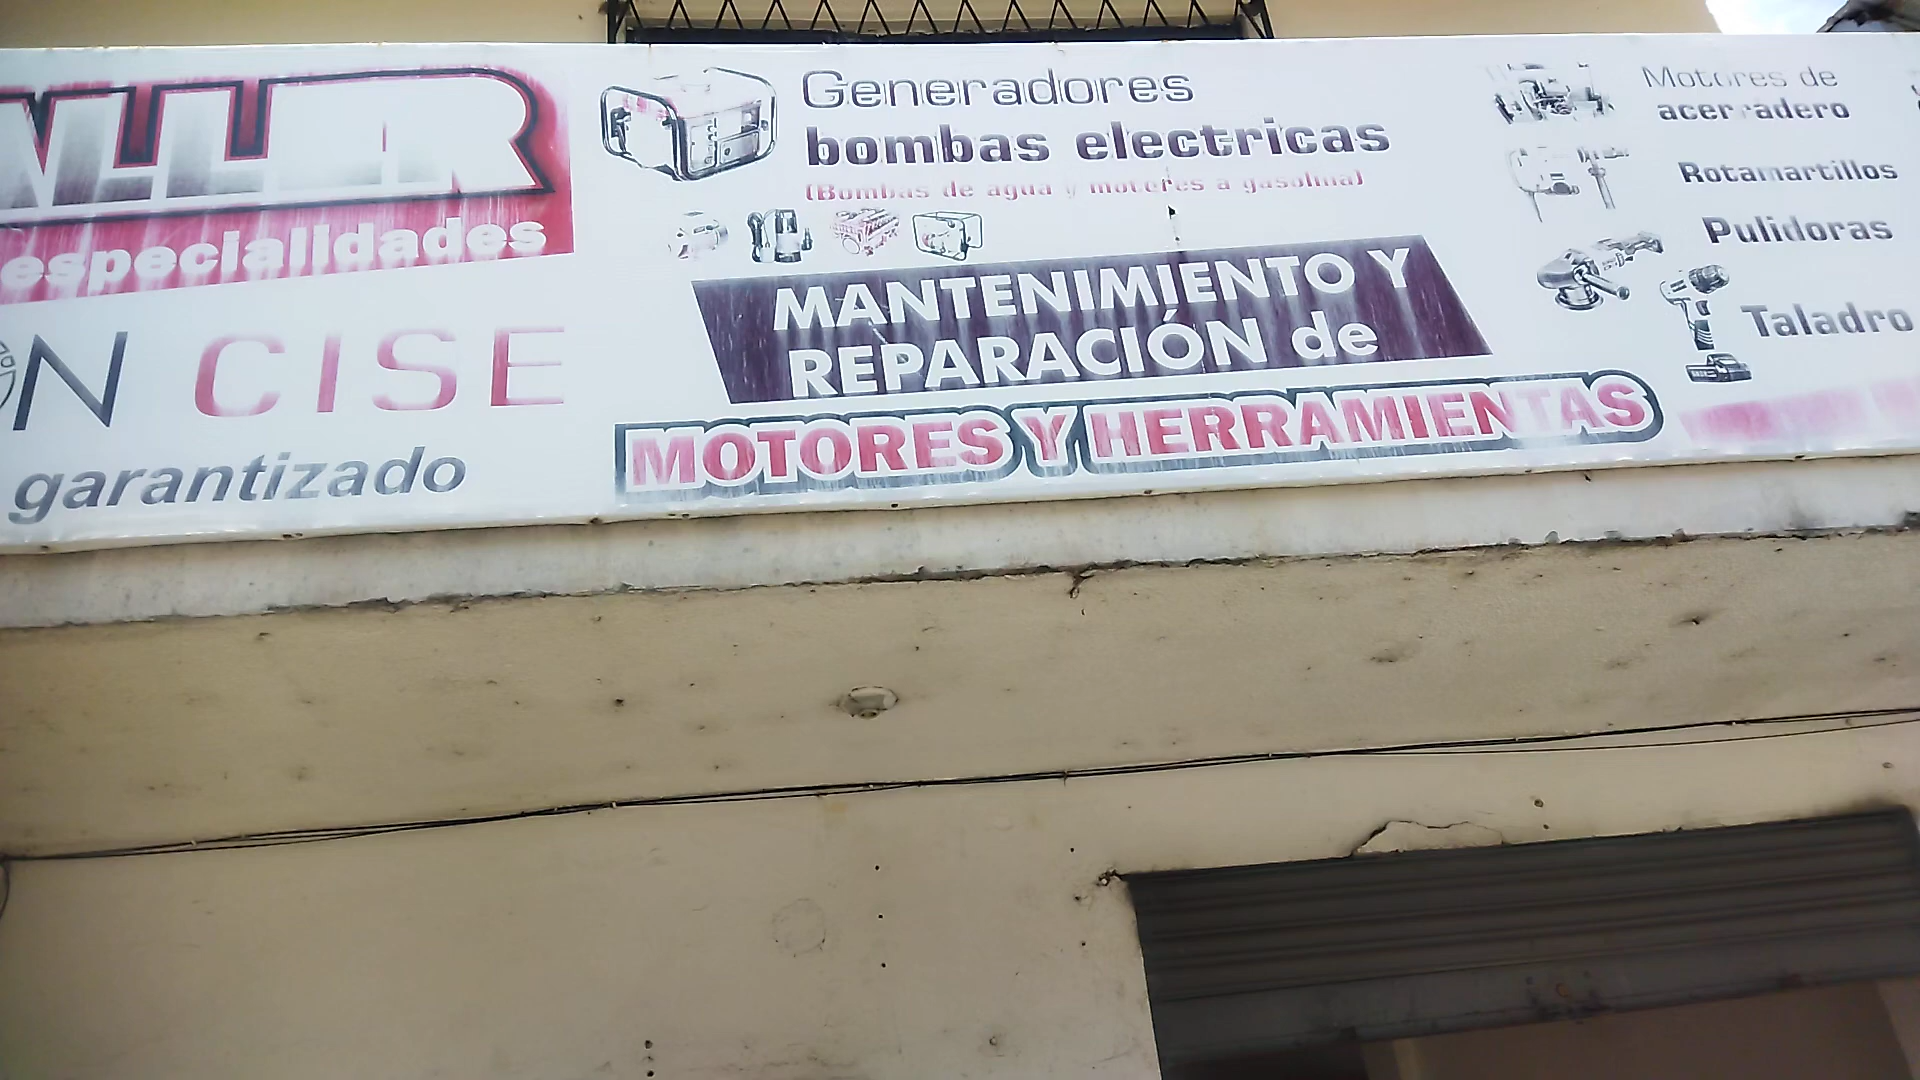 especialidades
N CISE
garantizado
Generadores
bombas electricas
(Bombas de agua y motores a gasolina)
MANTENIMIENTO Y
REPARACIÓN de
MOTORES Y HERRAMIENTAS
Motores de
acerradero
Rotamartillos
Pulidoras
Taladro